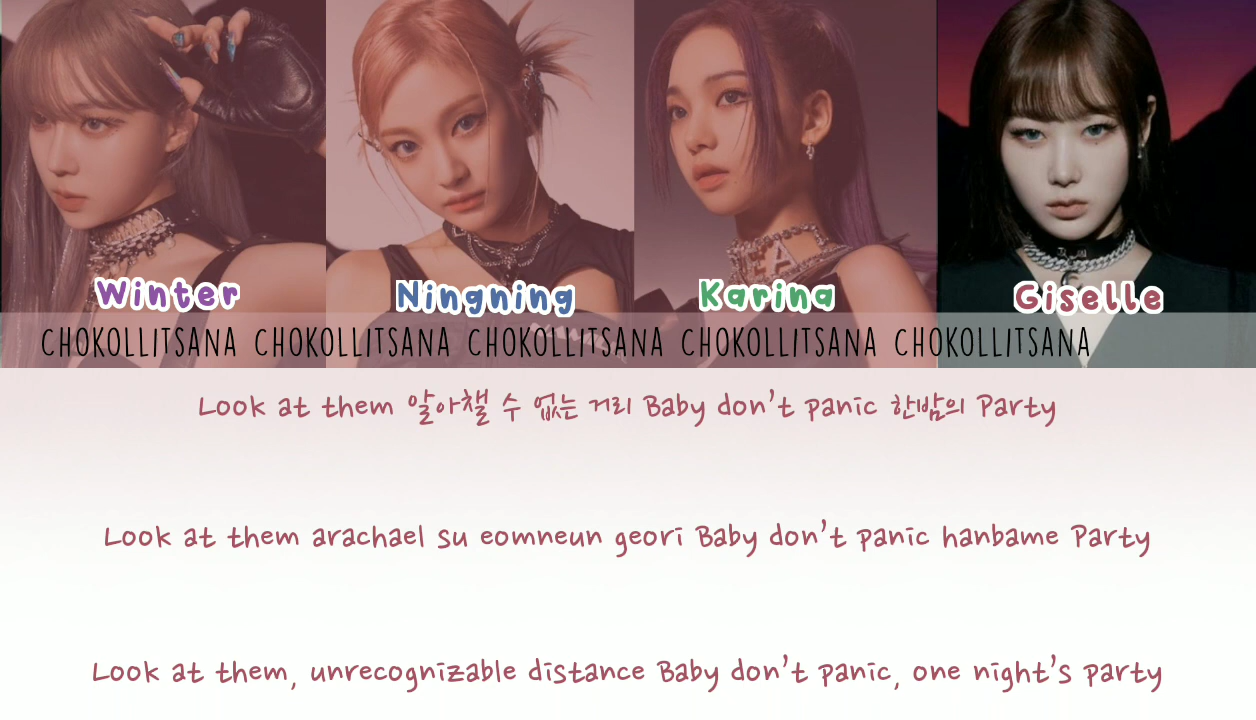 Winter Ningning Karina Giselle
CHOKOLLITSANA CHOKOLLITSANA CHOKOLLITSANA CHOKOLLITSANA CHOKOLLITSANA
Look at them 알아챌 수 없는 거리 Baby don't panic 한밤의 Party
Look at them arachael su eomneun geori Baby don't panic hanbame Party
Look at them, unrecognizable distance Baby don't panic, one night's party